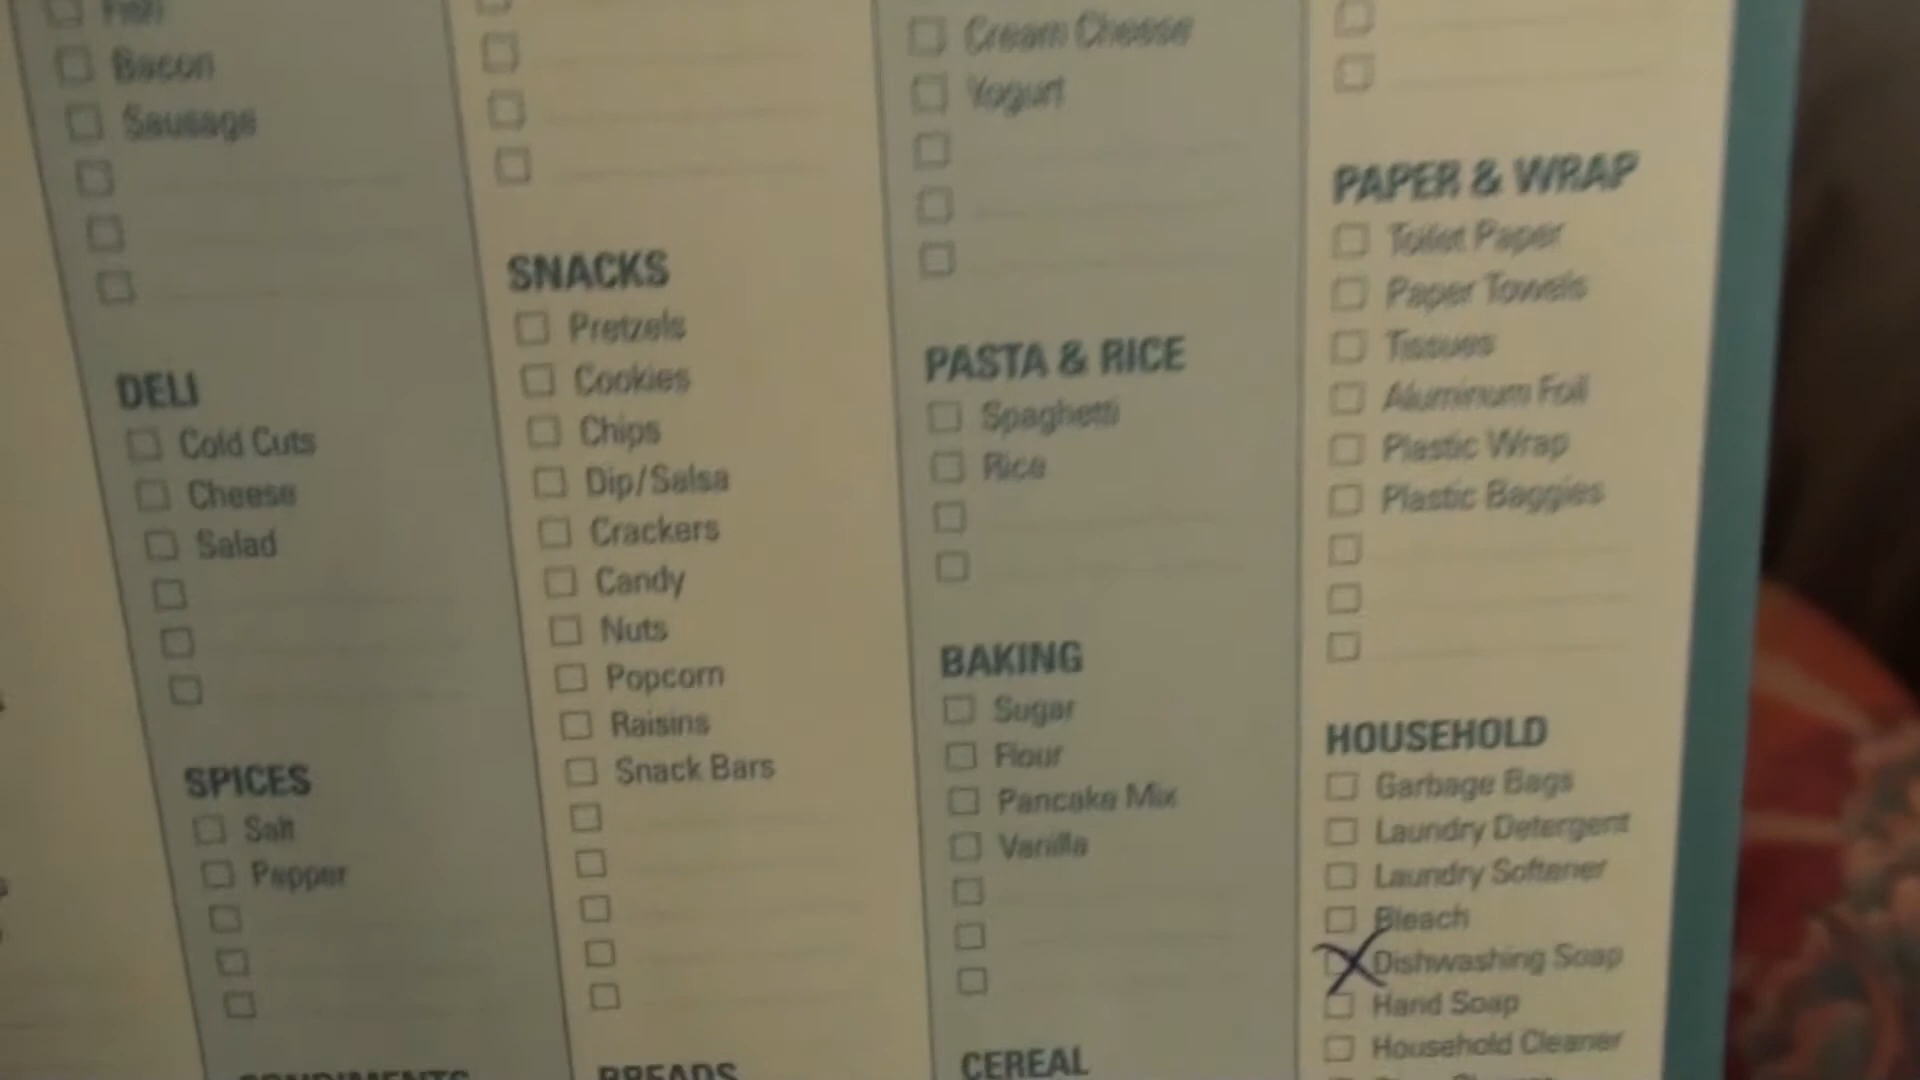 Fish
Bacon
Sausage
DELI
Cold Cuts
Cheese
Salad
SPICES
Salt
Pepper
CONDIMENTS
SNACKS
Pretzels
Cookies
Chips
Dip/Salsa
Crackers
Candy
Nuts
Popcorn
Raisins
Snack Bars
BREADS
Cream Cheese
Yogurt
PASTA & RICE
Spaghetti
Rice
BAKING
Sugar
Flour
Pancake Mix
Vanilla
CEREAL
PAPER & WRAP
Toilet Paper
Paper Towels
Tissues
Aluminum Foil
Plastic Wrap
Plastic Baggies
HOUSEHOLD
Garbage Bags
Laundry Detergent
Laundry Softener
Bleach
Dishwashing Soap
Hand Soap
Household Cleaner